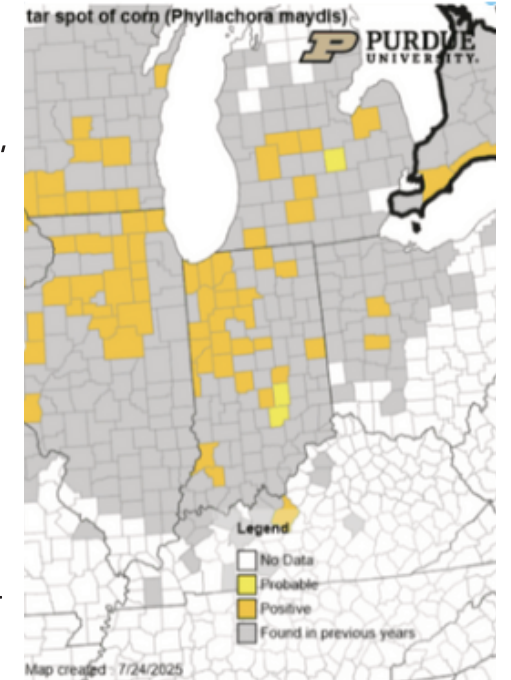 tar spot of corn (Phyllachora maydis)
PURDUE
UNIVERSITY.
Legend
No Data
Probable
Positive
Found in previous years
Map created : 7/24/2025